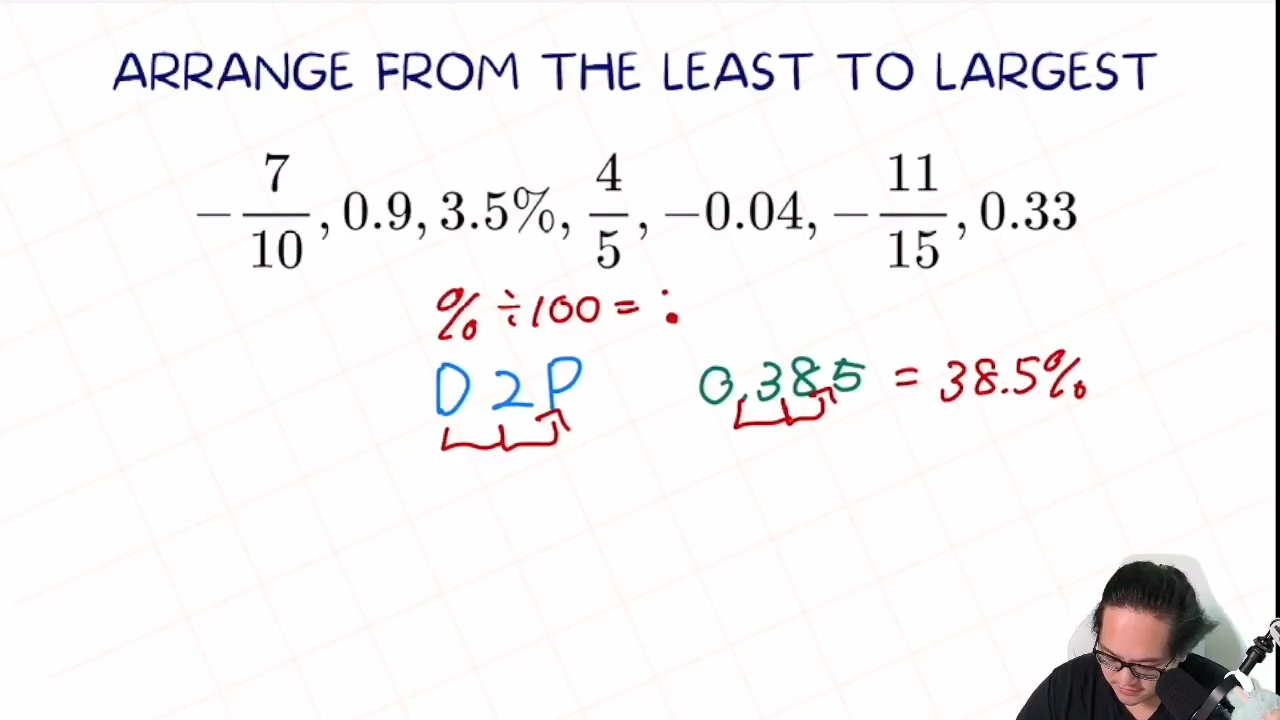 ARRANGE FROM THE LEAST TO LARGEST
−7/10, 0.9, 3.5%, 4/5, −0.04, −11/15, 0.33
% ÷100 = .
D 2 P 0.385 = 38.5%